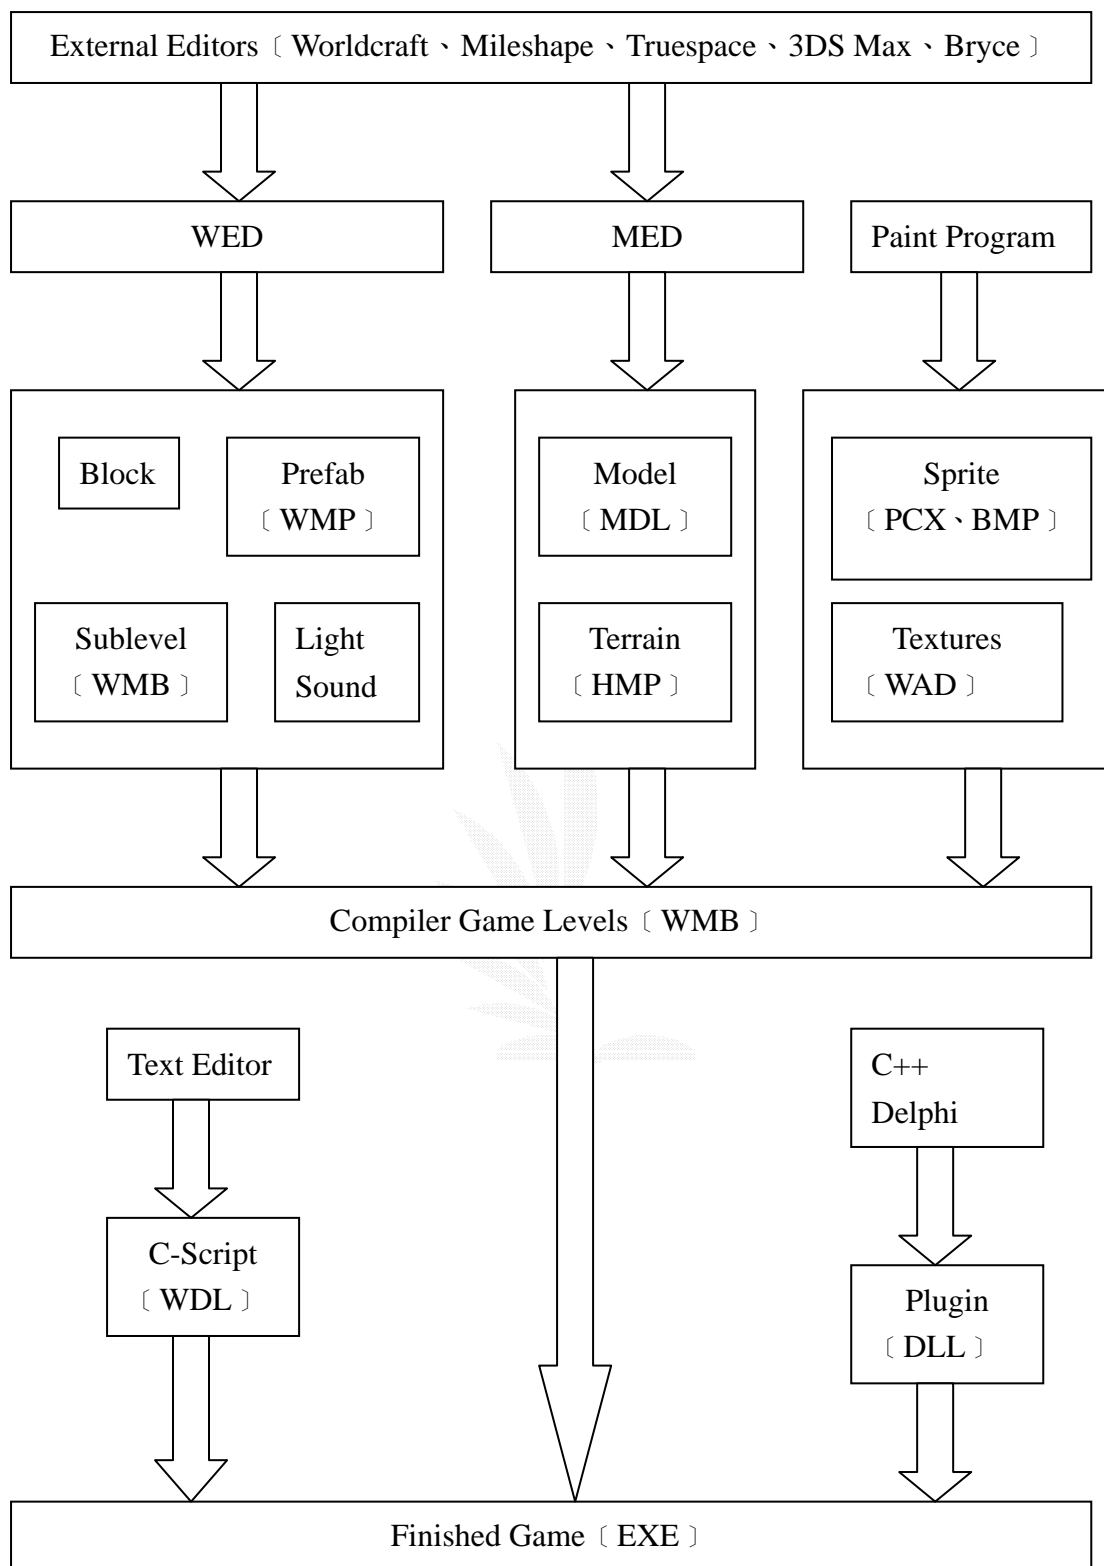 External Editors〔Worldcraft、Mileshape、Truespace、3DS Max、Bryce〕
WED
MED
Paint Program
Block
Prefab
〔WMP〕
Sublevel
〔WMB〕
Light
Sound
Model
〔MDL〕
Terrain
〔HMP〕
Sprite
〔PCX、BMP〕
Textures
〔WAD〕
Compiler Game Levels〔WMB〕
Text Editor
C-Script
〔WDL〕
C++
Delphi
Plugin
〔DLL〕
Finished Game〔EXE〕